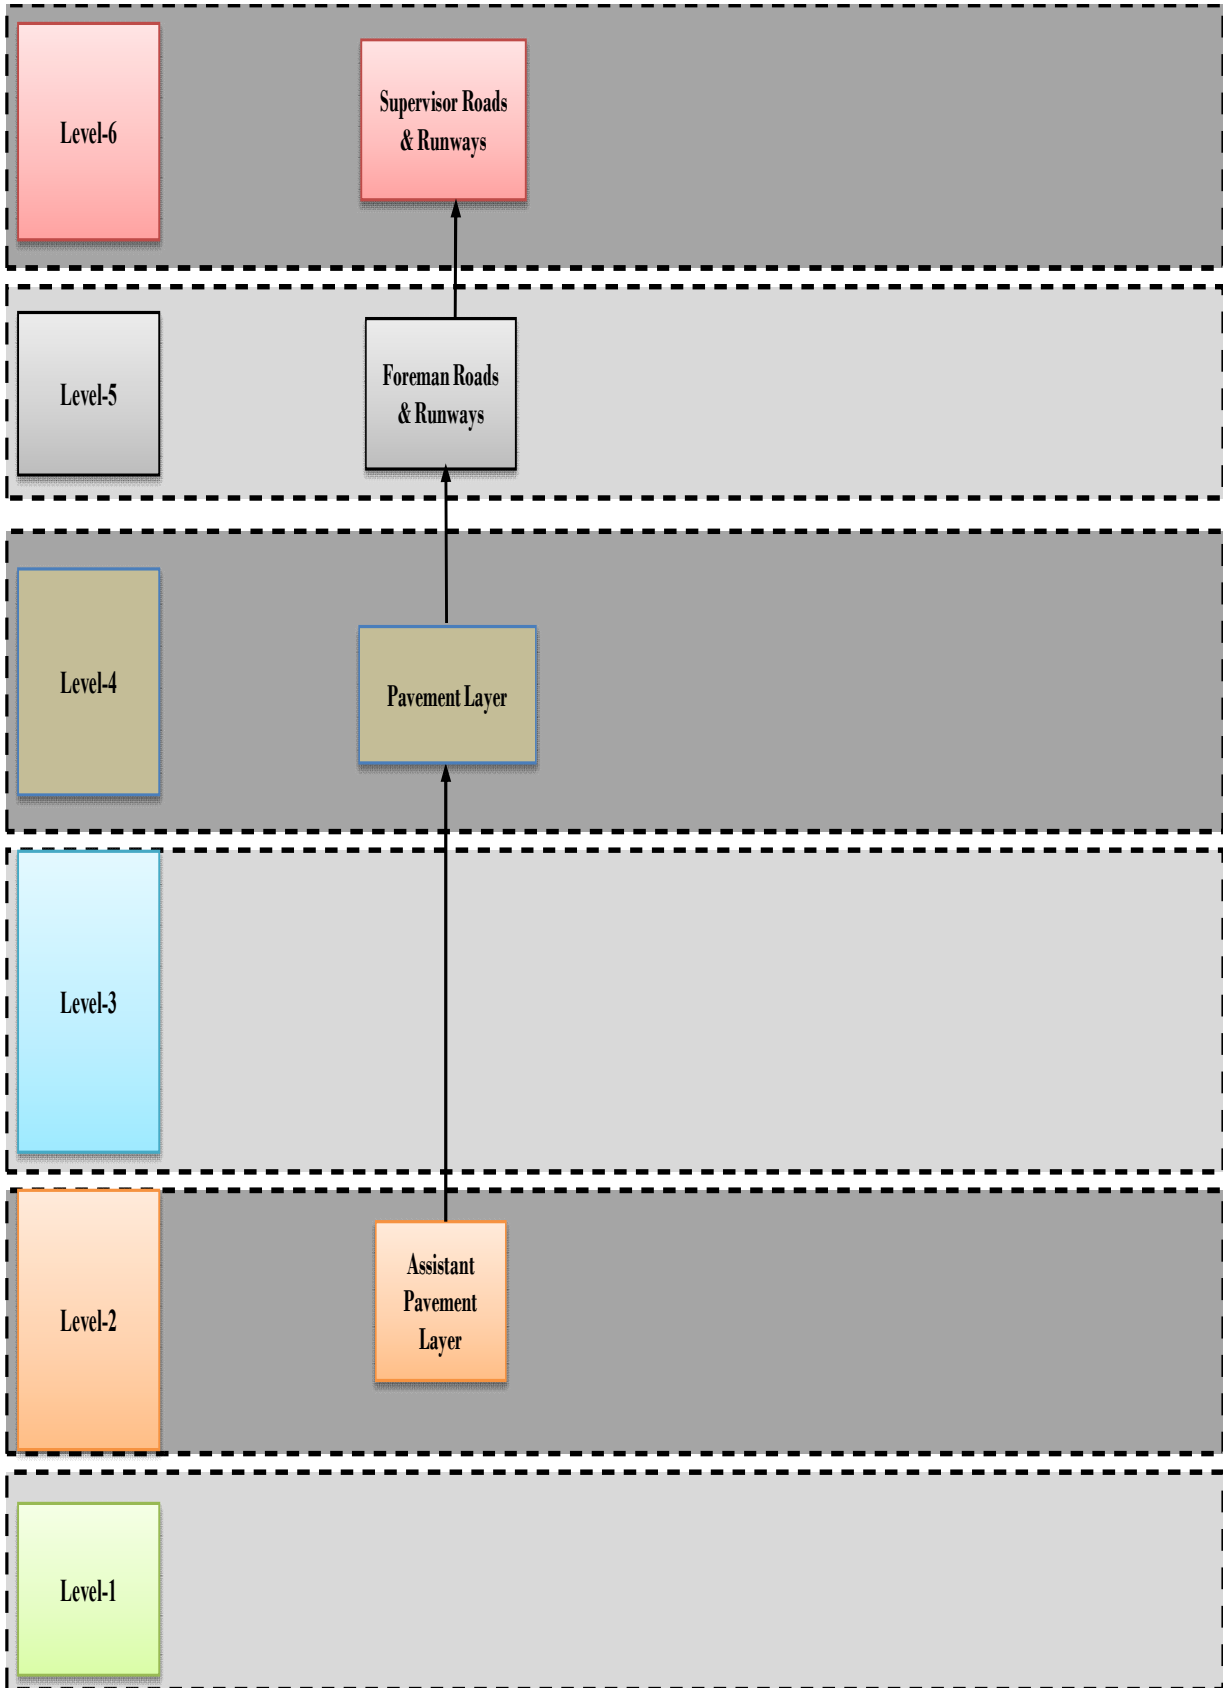 Level-6
Supervisor Roads
& Runways
Level-5
Foreman Roads
& Runways
Level-4
Pavement Layer
Level-3
Level-2
Assistant
Pavement
Layer
Level-1